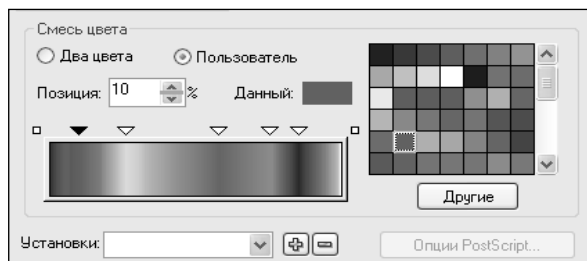 Смесь цвета
Два цвета Пользователь
Позиция: 10 % Данный:
Другие
Установки: Опции PostScript...